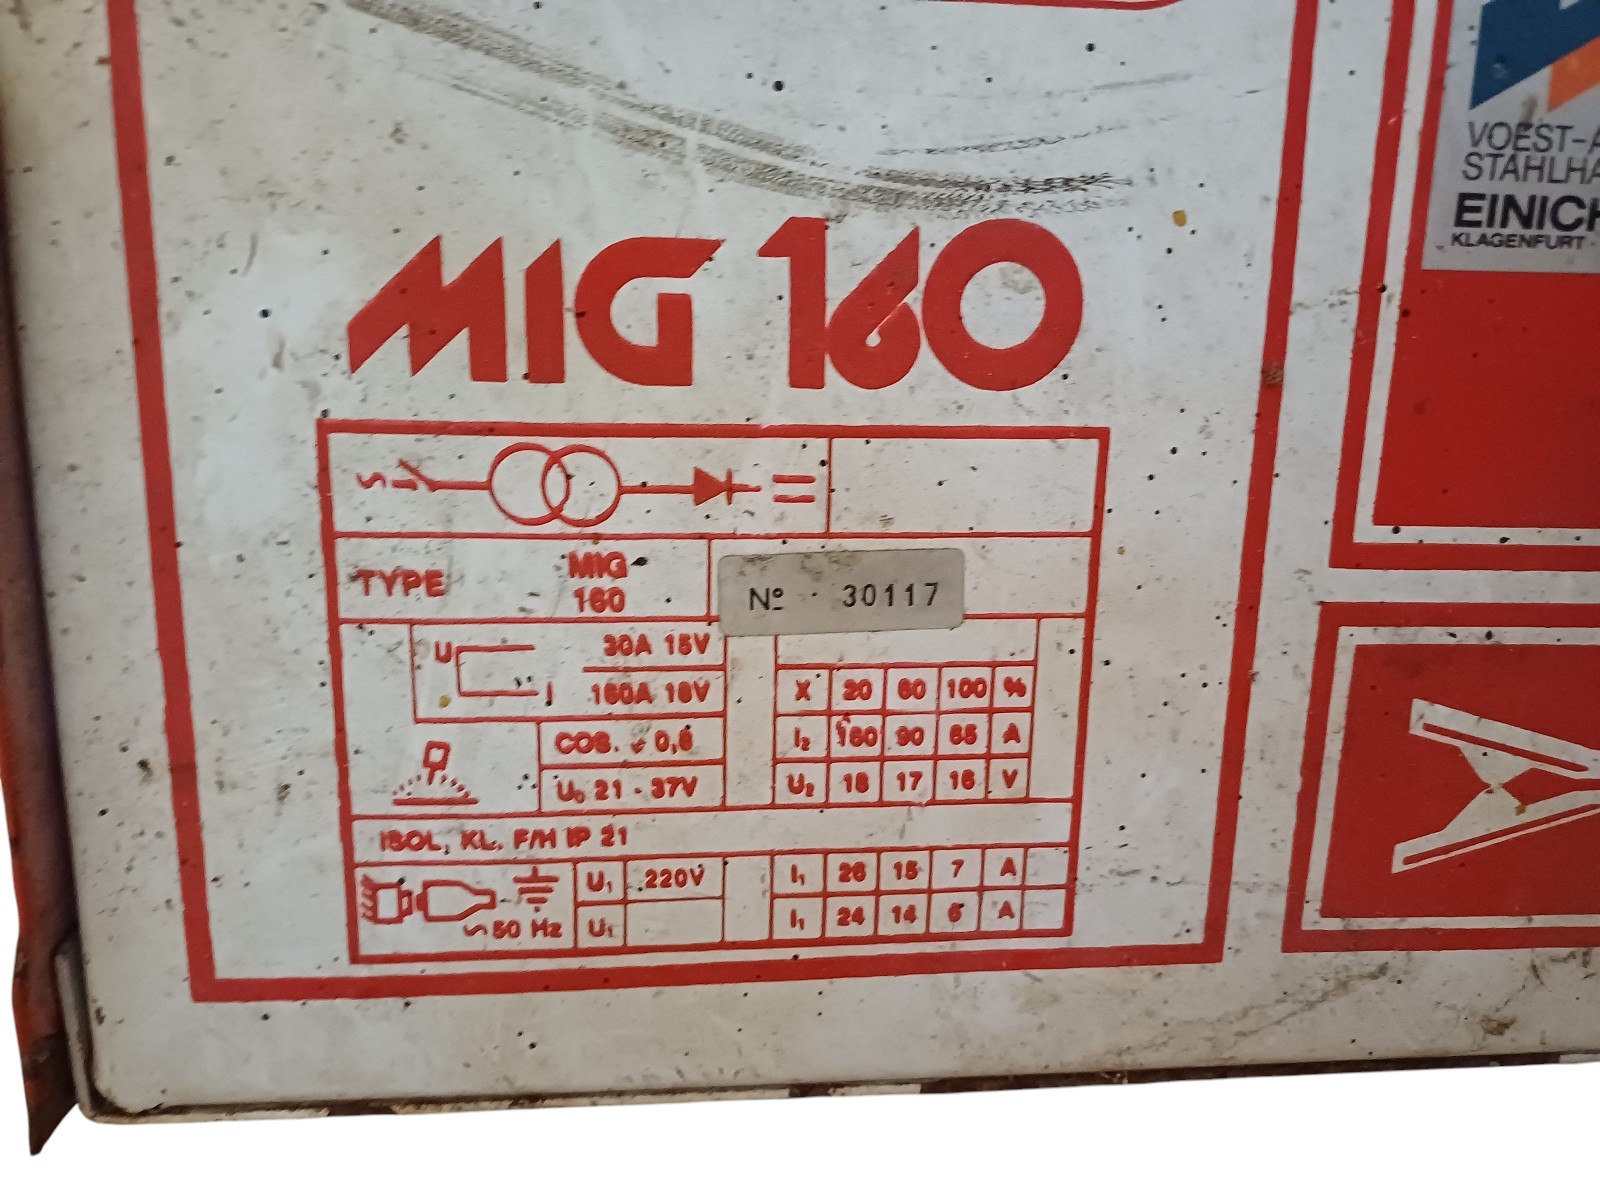 VOEST-A
STAHLHA
EINICH
KLAGENFURT
MIG 160
TYPE MIG 160
Nº 30117
U 30A 15V
I 160A 18V
X 20 60 100 %
I₂ 160 90 65 A
U₂ 18 17 16 V
COS. 0,6
U₀ 21 - 37V
ISOL. KL. F/H IP 21
U₁ 220V
I₁ 26 15 7 A
∽ 50 Hz U₁
I₁ 24 14 6 A